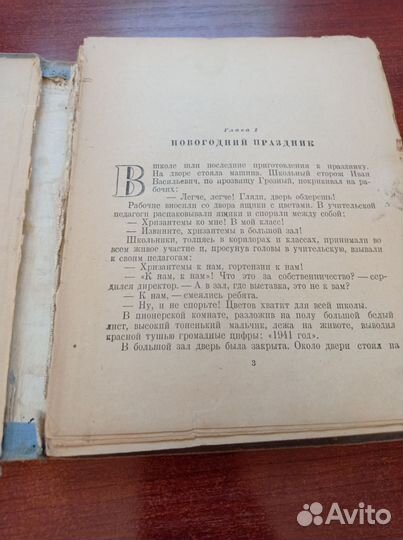 Глава I
НОВОГОДНИЙ ПРАЗДНИК
В школе шли последние приготовления к празднику.
На дворе стояла машина. Школьный сторож Иван
Васильевич, по прозвищу Грозный, покрикивал на ра-
бочих:
— Легче, легче! Гляди, дверь обдерешь!
Рабочие вносили со двора ящики с цветами. В учительской
педагоги распаковывали ящики и спорили между собой:
— Хризантемы ко мне! В мой класс!
— Извините, хризантемы в большой зал!
Школьники, толпясь в коридорах и классах, принимали во
всем живое участие и, просунув головы в учительскую, взывали
к своим педагогам:
— Хризантемы к нам, гортензии к нам!
— «К нам, к нам»! Что это за собственничество? — сер-
дился директор. — А в зал, где выставка, это не к вам?
— К нам, — смеялись ребята.
— Ну, и не спорьте! Цветов хватит для всей школы.
В пионерской комнате, разложив на полу большой белый
лист, высокий тоненький мальчик, лежа на животе, выводил
красной тушью громадные цифры: «1941 год».
В большой зал дверь была закрыта. Около двери стоял на
3
Avito